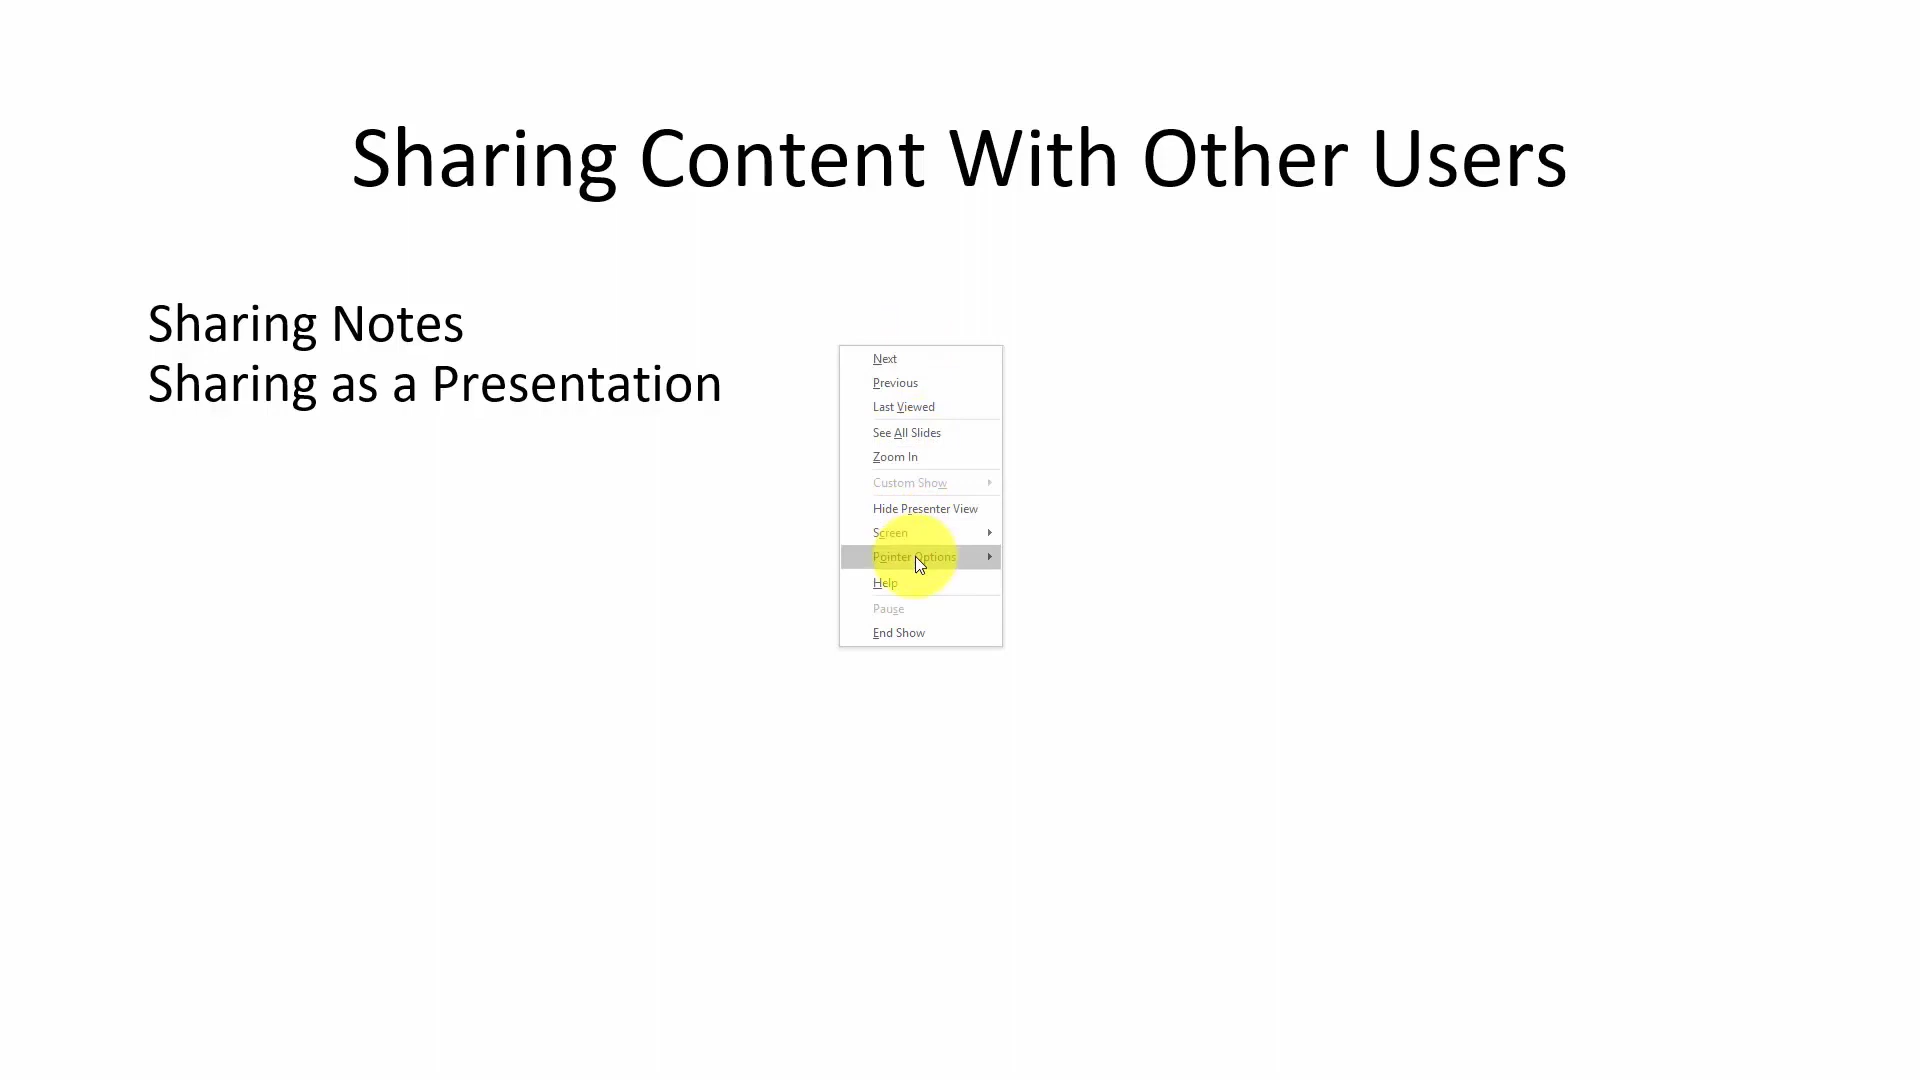 Sharing Content With Other Users
Sharing Notes
Sharing as a Presentation
Next
Previous
Last Viewed
See All Slides
Zoom In
Custom Show
Hide Presenter View
Screen
Pointer Options
Help
Pause
End Show